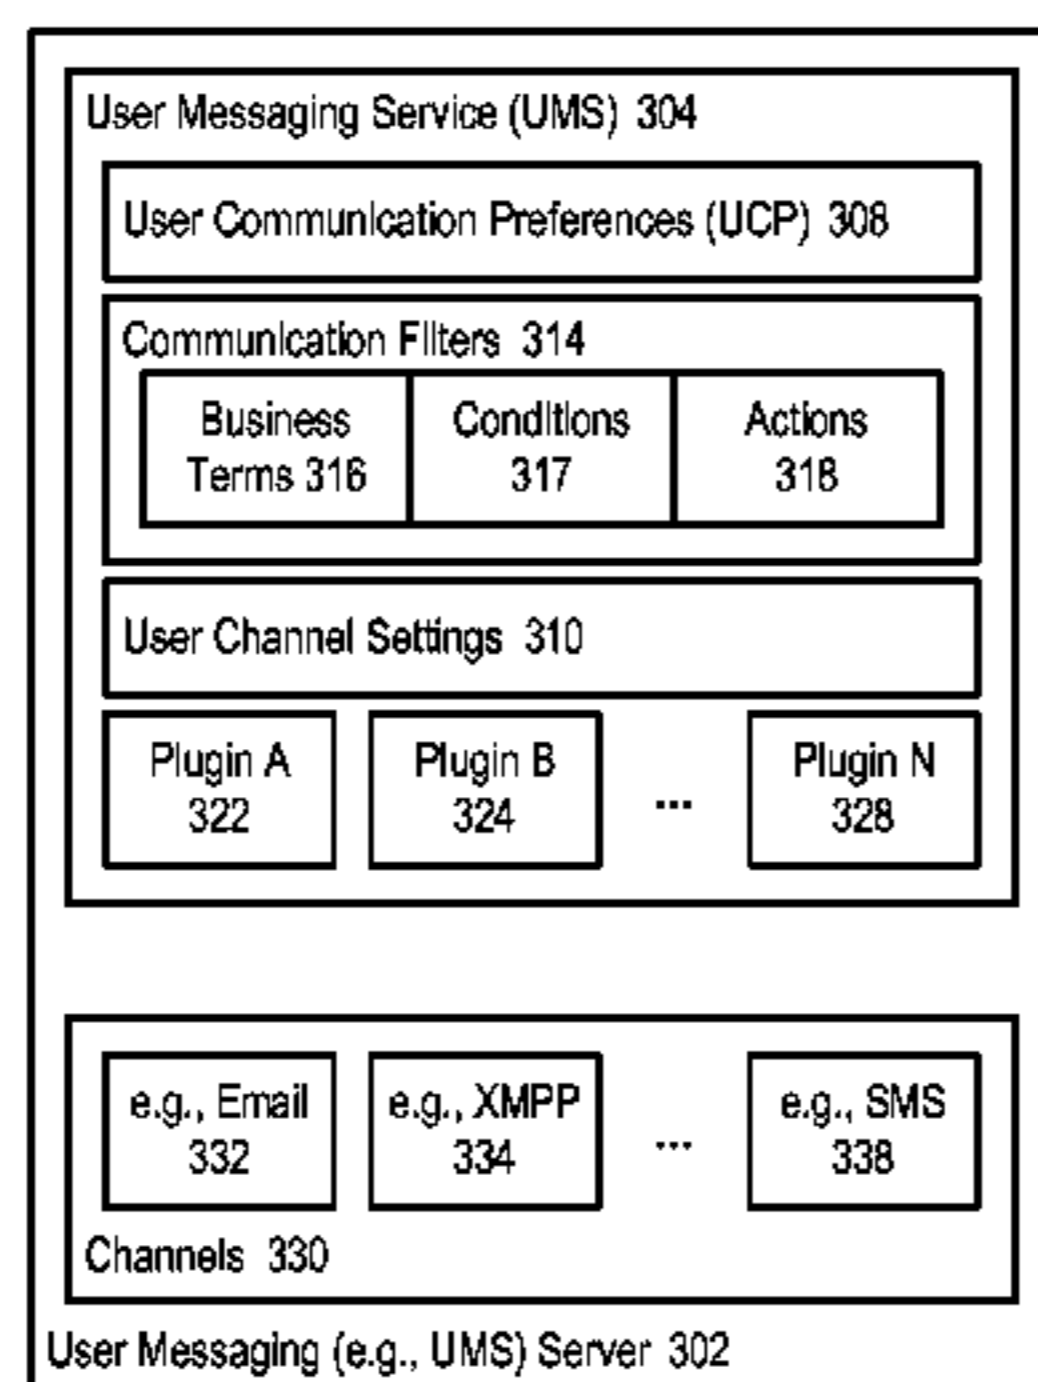 User Messaging Service (UMS) 304
User Communication Preferences (UCP) 308
Communication Filters 314
Business
Terms 316
Conditions
317
Actions
318
User Channel Settings 310
Plugin A
322
Plugin B
324
...
Plugin N
328
e.g., Email
332
e.g., XMPP
334
...
e.g., SMS
338
Channels 330
User Messaging (e.g., UMS) Server 302